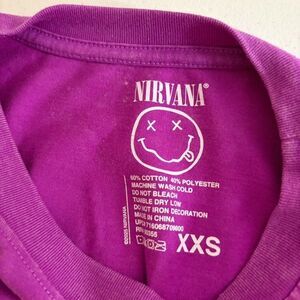 NIRVANA®
60% COTTON 40% POLYESTER
MACHINE WASH COLD
DO NOT BLEACH
TUMBLE DRY LOW
DO NOT IRON DECORATION
MADE IN CHINA
XXS
NIRVANA